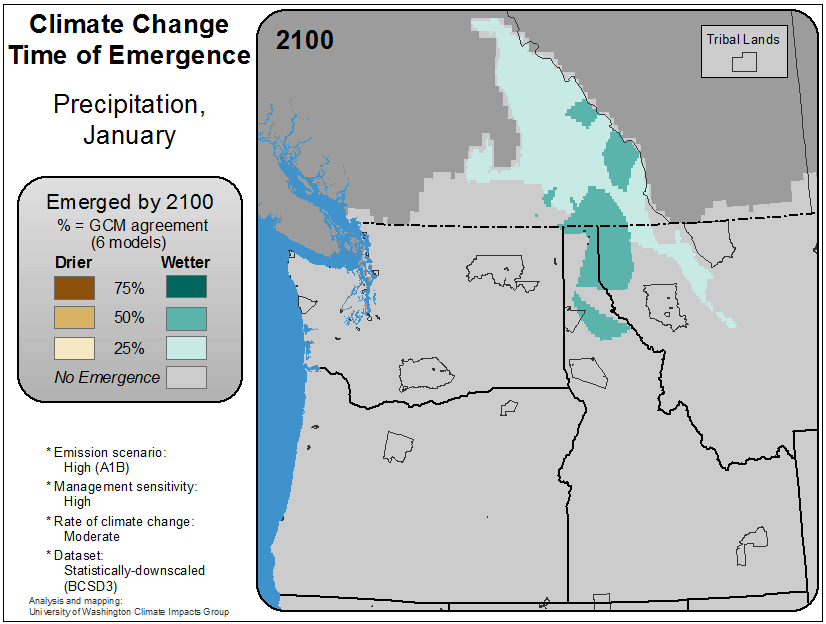 Climate Change
Time of Emergence
Precipitation,
January
2100
Tribal Lands
Emerged by 2100
% = GCM agreement
(6 models)
Drier Wetter
75%
50%
25%
No Emergence
* Emission scenario:
High (A1B)
* Management sensitivity:
High
* Rate of climate change:
Moderate
* Dataset:
Statistically-downscaled
(BCSD3)
Analysis and mapping:
University of Washington Climate Impacts Group